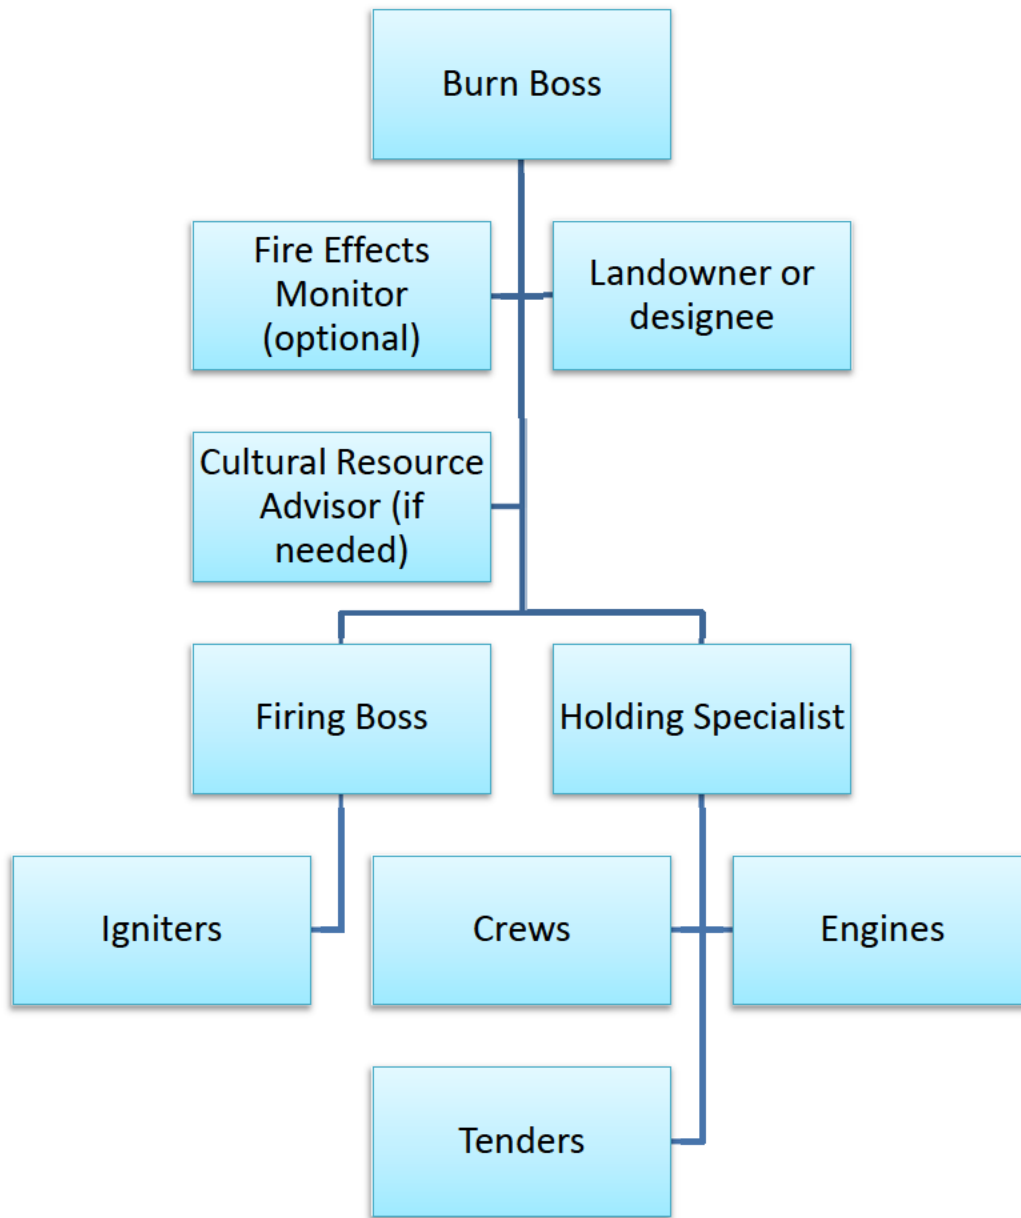 Burn Boss
Fire Effects
Monitor
(optional)
Landowner or
designee
Cultural Resource
Advisor (if
needed)
Firing Boss
Holding Specialist
Igniters
Crews
Engines
Tenders